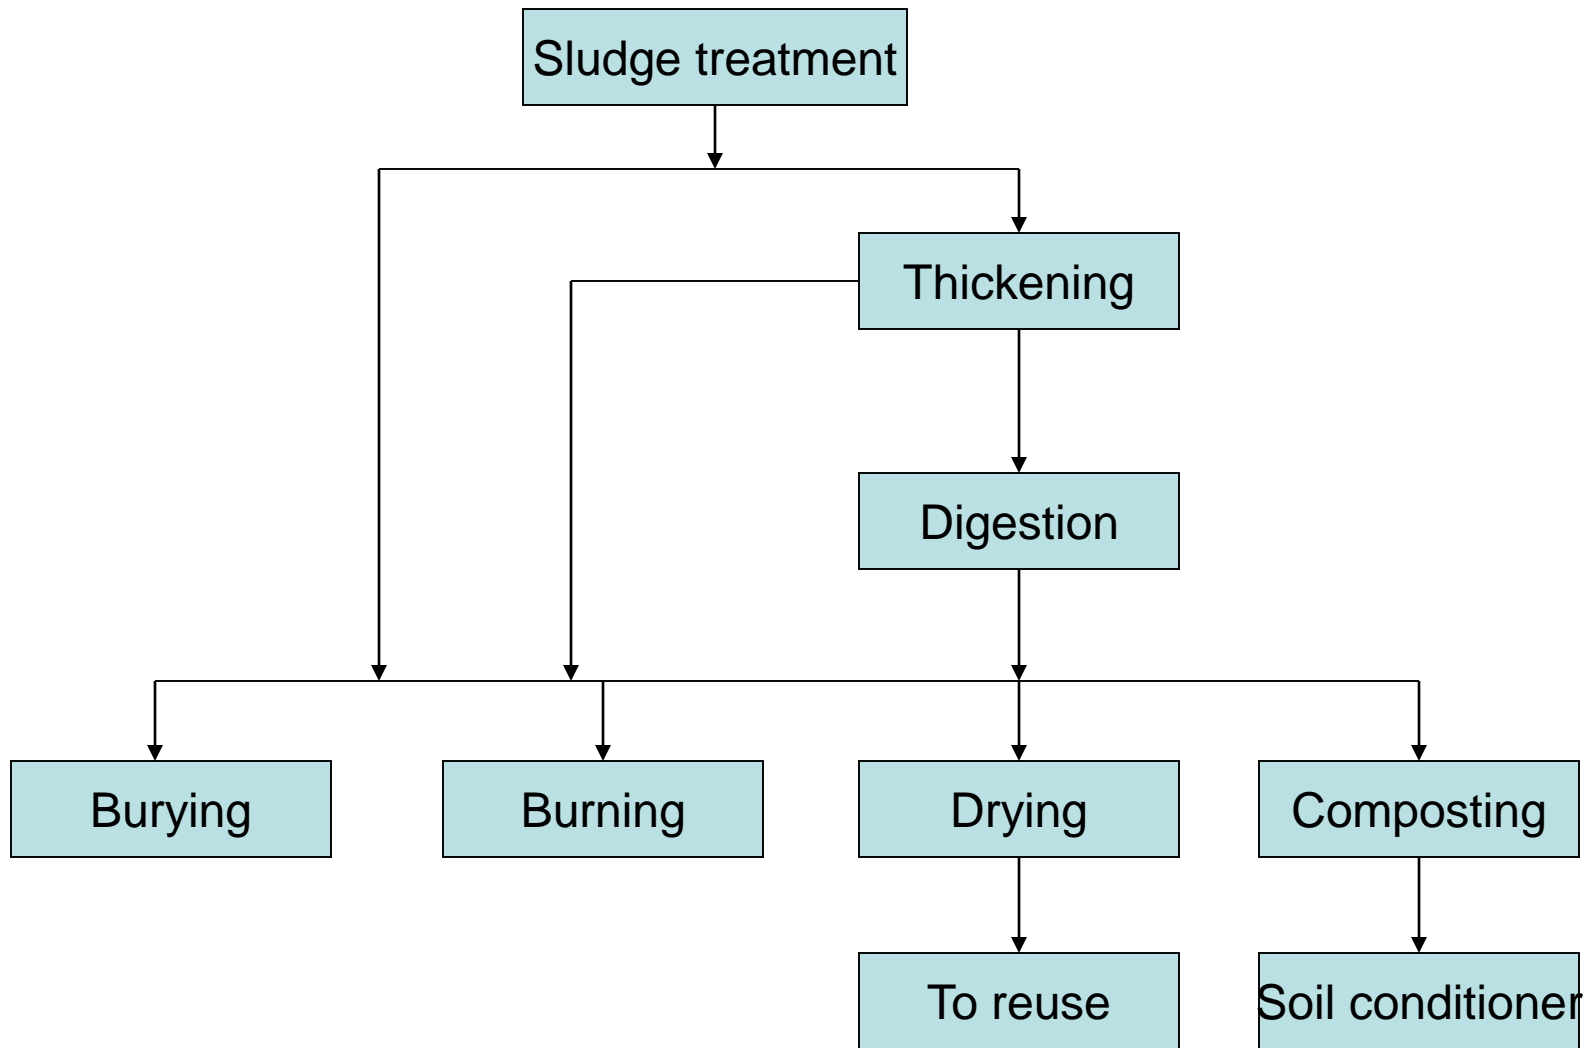 Sludge treatment
Thickening
Digestion
Burying
Burning
Drying
Composting
To reuse
Soil conditioner